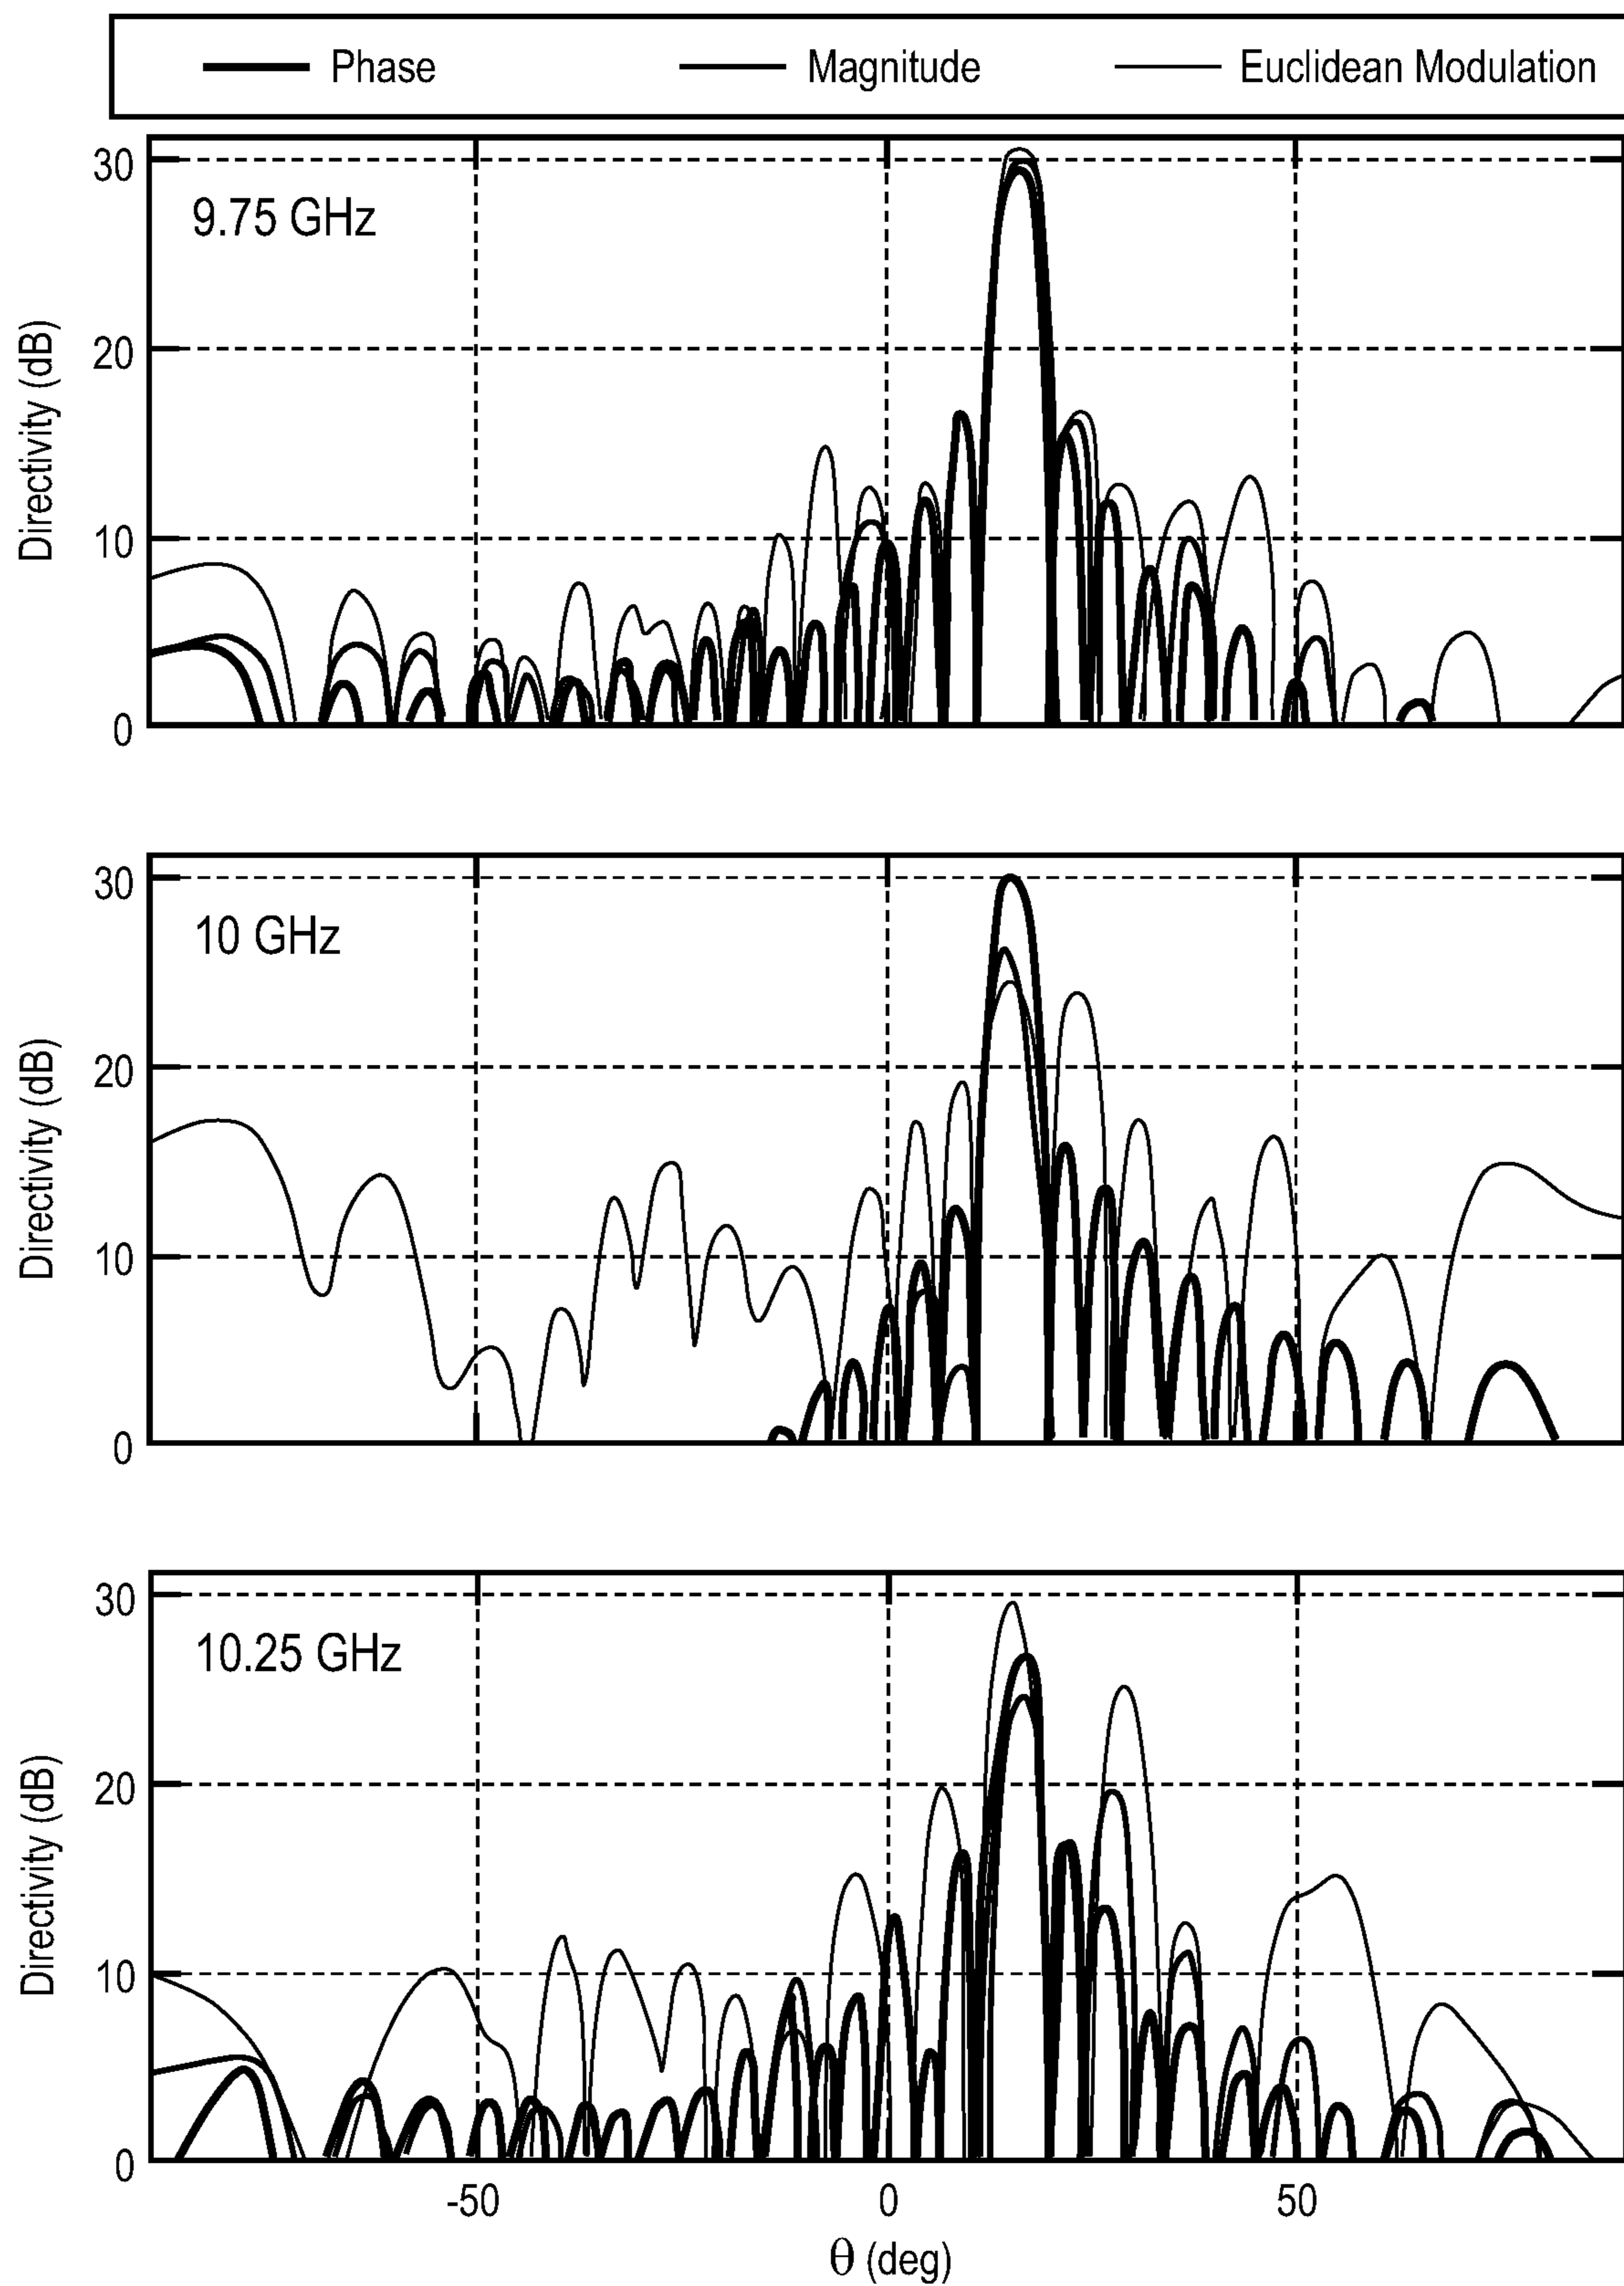 Phase Magnitude Euclidean Modulation
30
9.75 GHz
20
Directivity (dB)
10
0
30
10 GHz
20
Directivity (dB)
10
0
30
10.25 GHz
20
Directivity (dB)
10
0
-50 0 50
θ (deg)